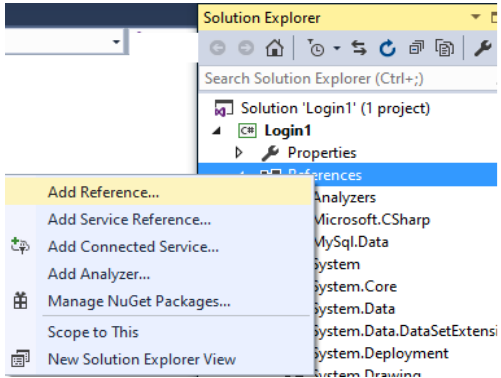 Solution Explorer
Search Solution Explorer (Ctrl+;)
Solution 'Login1' (1 project)
C# Login1
Properties
References
Analyzers
Microsoft.CSharp
MySql.Data
System
System.Core
System.Data
System.Data.DataSetExtensi
System.Deployment
System.Drawing
Add Reference...
Add Service Reference...
Add Connected Service...
Add Analyzer...
Manage NuGet Packages...
Scope to This
New Solution Explorer View